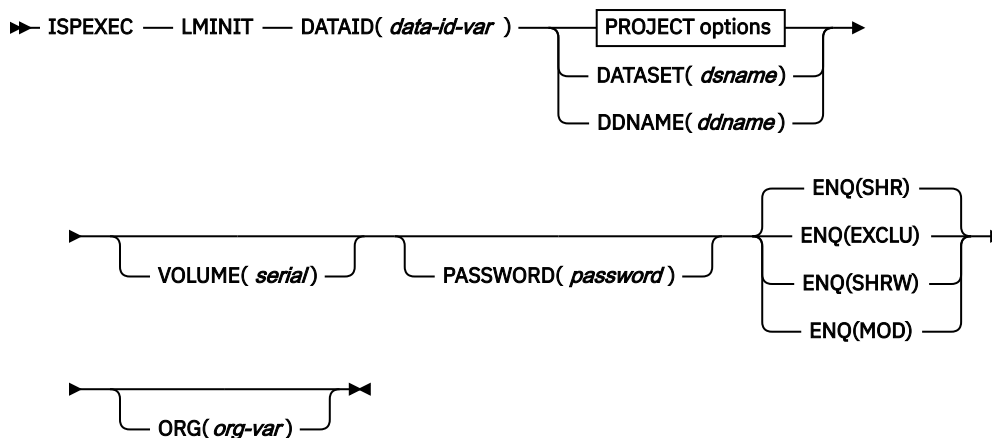 ISPEXEC LMINIT DATAID( data-id-var ) PROJECT options
DATASET( dsname)
DDNAME( ddname)
ENQ(SHR)
ENQ(EXCLU)
VOLUME( serial) PASSWORD( password ) ENQ(SHRW)
ENQ(MOD)
ORG( org-var)